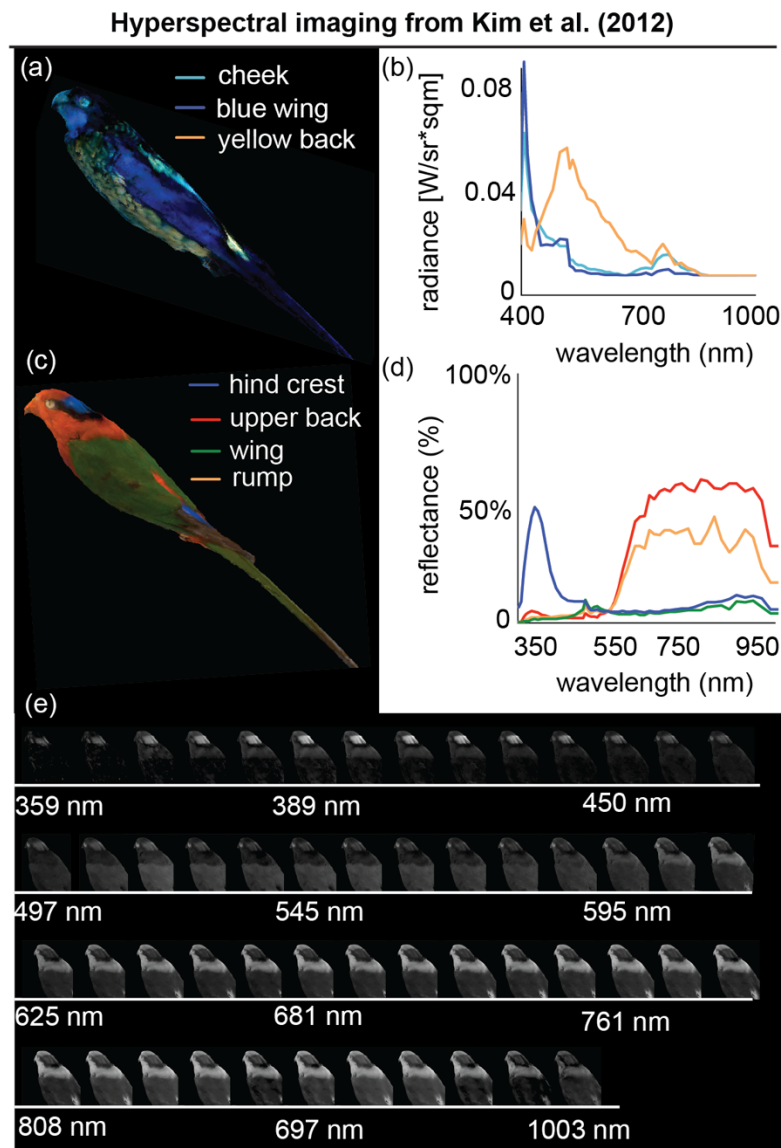 Hyperspectral imaging from Kim et al. (2012)
(a)
cheek
blue wing
yellow back
(b)
radiance [W/sr*sqm]
0.08
0.04
0
400 700 1000
wavelength (nm)
(c)
hind crest
upper back
wing
rump
(d)
reflectance (%)
100%
50%
0
350 550 750 950
wavelength (nm)
(e)
359 nm 389 nm 450 nm
497 nm 545 nm 595 nm
625 nm 681 nm 761 nm
808 nm 697 nm 1003 nm